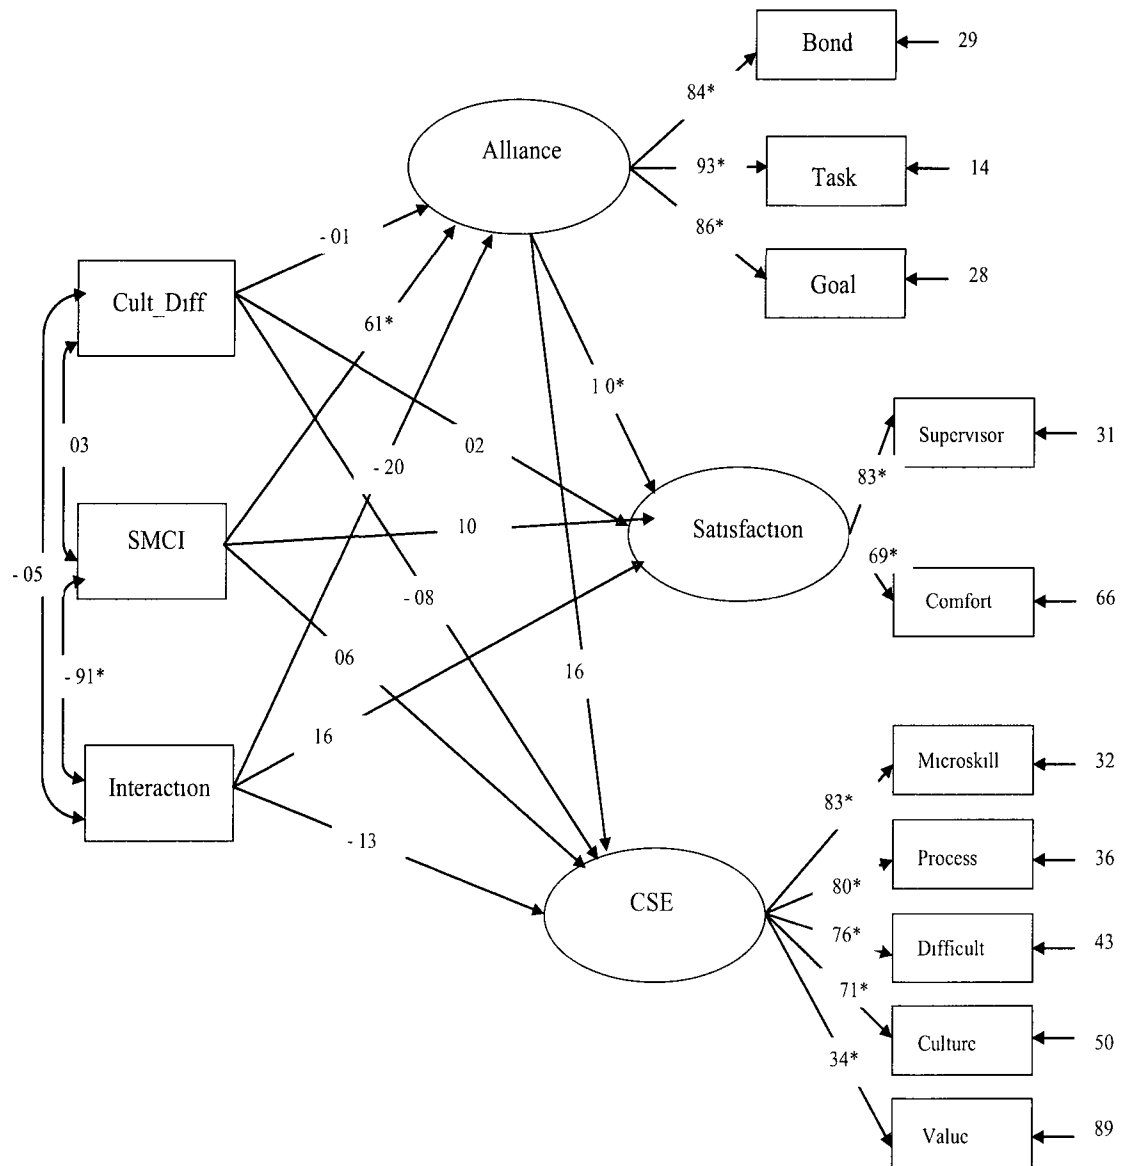 Bond
29
84*
Alliance
93*
Task
14
86*
Goal
28
- 01
Cult_Diff
61*
1 0*
Supervisor
31
83*
03
02
- 20
SMCI
10
Satisfaction
69*
- 05
- 08
Comfort
66
06
- 91*
16
16
Interaction
Microskill
32
83*
- 13
Process
36
80*
CSE
76*
Difficult
43
71*
Culture
50
34*
Value
89